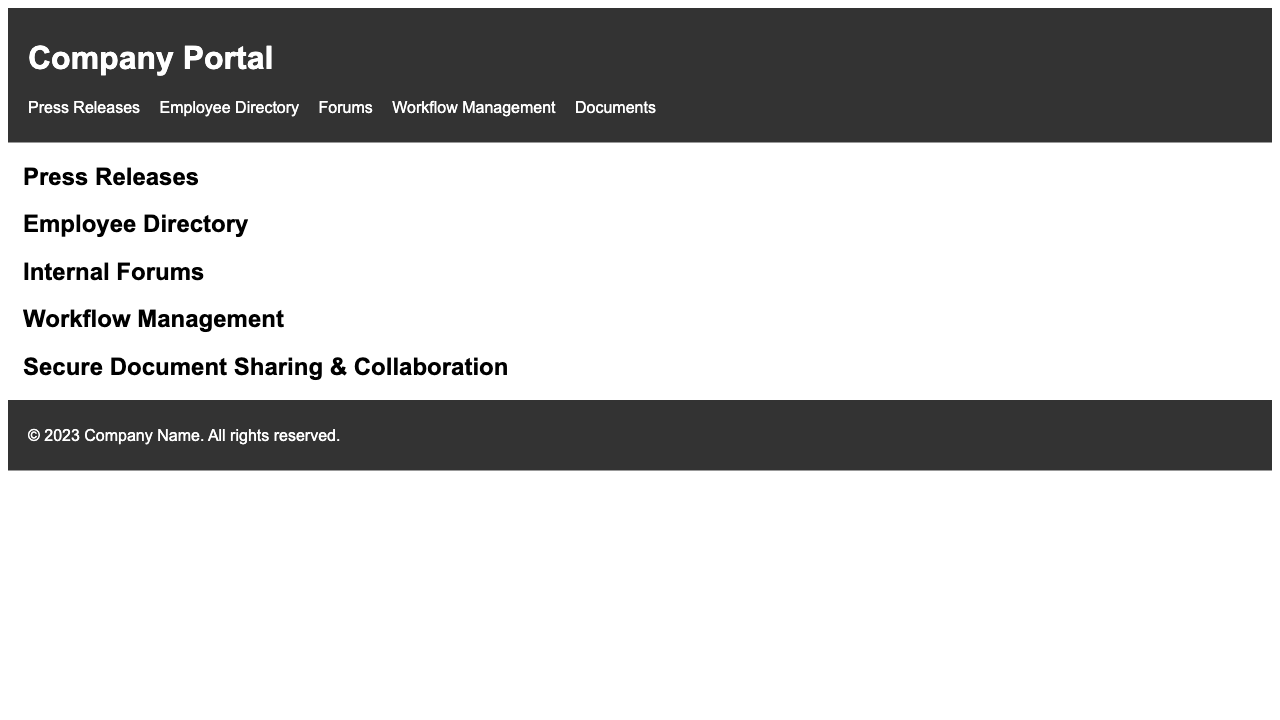 Company Portal
Press Releases Employee Directory Forums Workflow Management Documents
Press Releases
Employee Directory
Internal Forums
Workflow Management
Secure Document Sharing & Collaboration
© 2023 Company Name. All rights reserved.